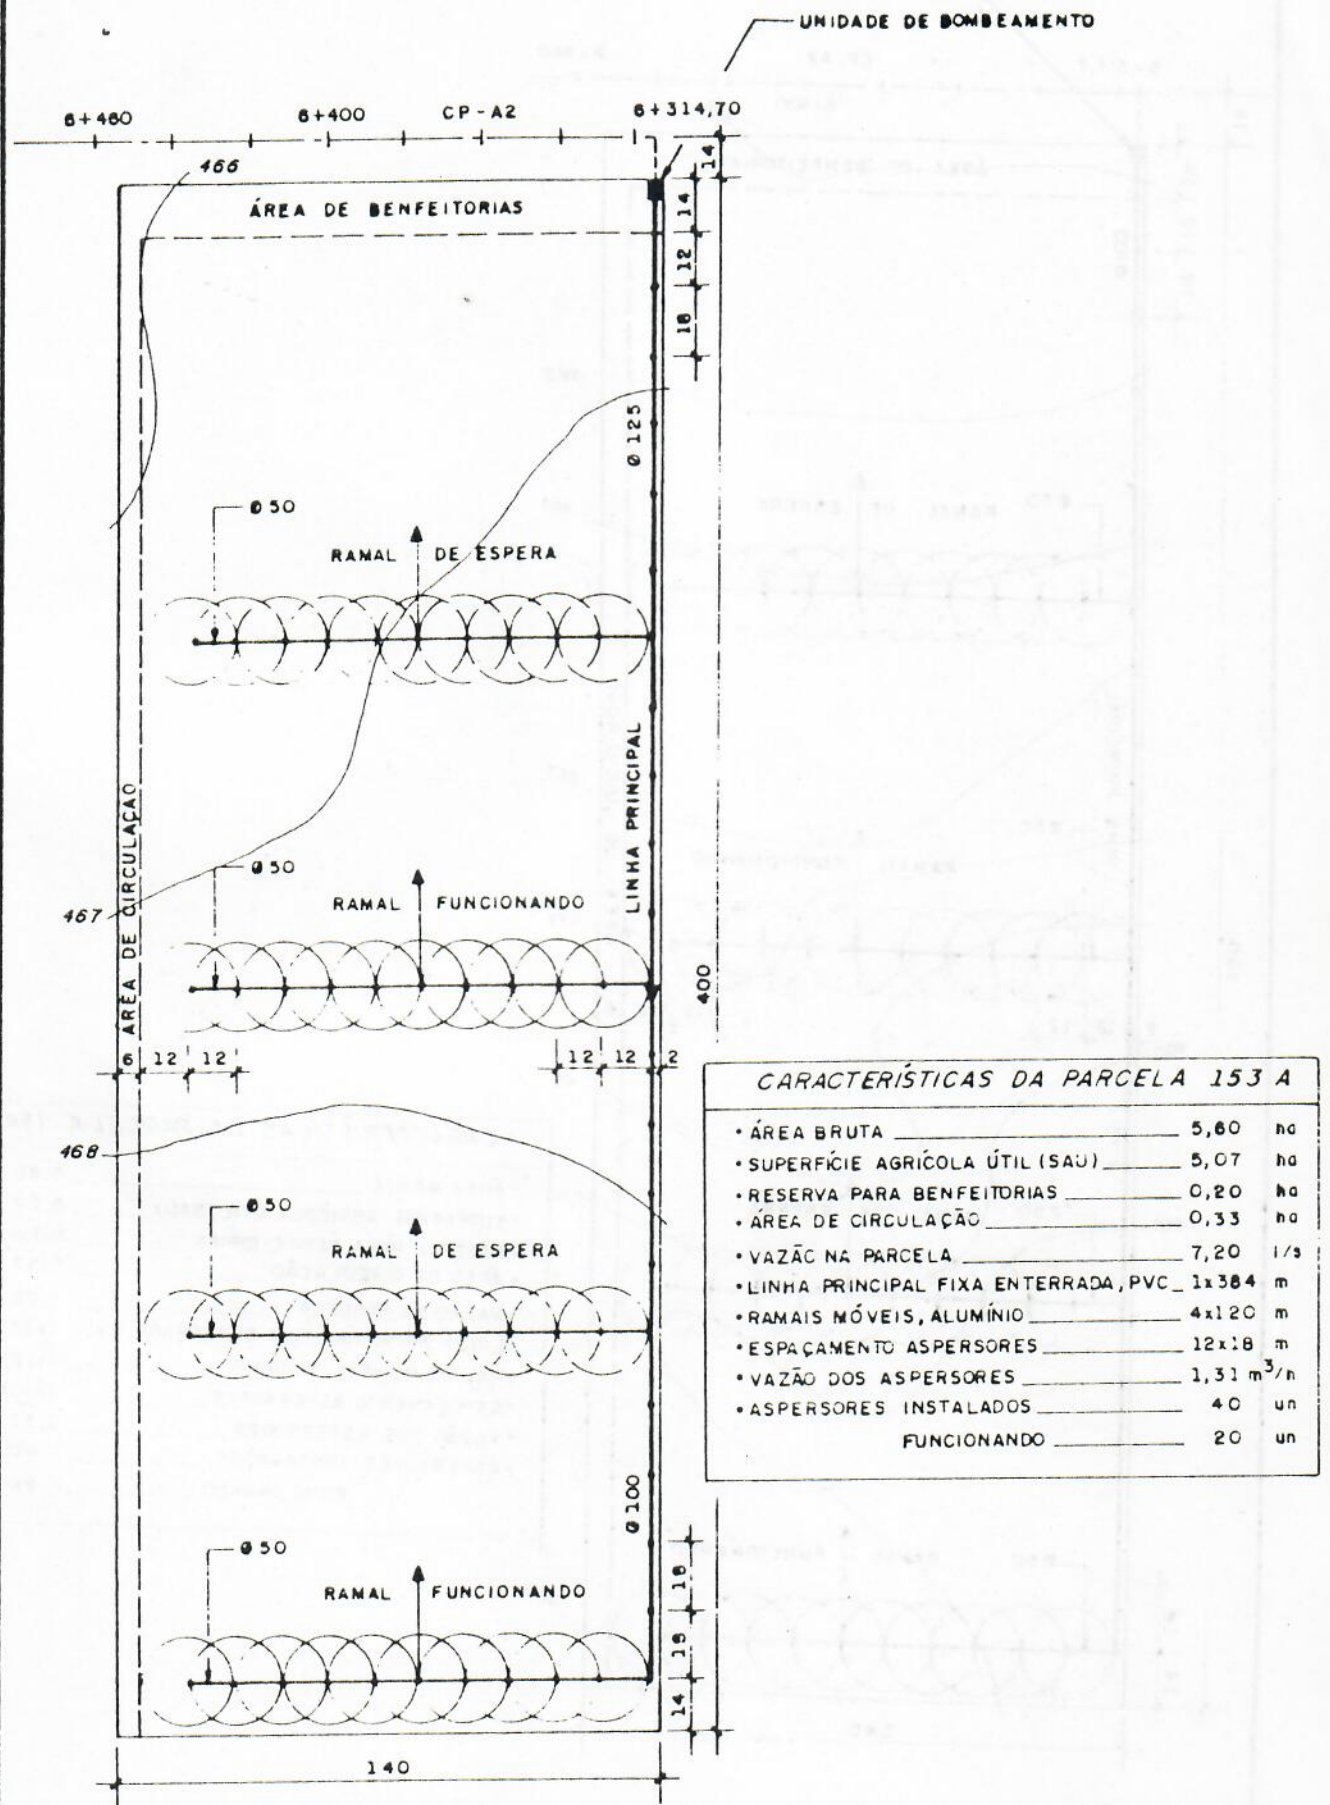 UNIDADE DE BOMBEAMENTO
6+460 6+400 CP-A2 6+314,70
14
466
ÁREA DE BENFEITORIAS
14
12
18
Ø 125
Ø 50
RAMAL DE ESPERA
LINHA PRINCIPAL
ÁREA DE CIRCULAÇAO
Ø 50
RAMAL FUNCIONANDO
467
400
6 12 12 12 12 2
468
Ø 50
RAMAL DE ESPERA
Ø 100
Ø 50
RAMAL FUNCIONANDO
18
18
14
140
CARACTERÍSTICAS DA PARCELA 153 A
• ÁREA BRUTA 5,60 ha
• SUPERFÍCIE AGRÍCOLA ÚTIL (SAU) 5,07 ha
• RESERVA PARA BENFEITORIAS 0,20 ha
• ÁREA DE CIRCULAÇÃO 0,33 ha
• VAZÃO NA PARCELA 7,20 l/s
• LINHA PRINCIPAL FIXA ENTERRADA, PVC 1x384 m
• RAMAIS MÓVEIS, ALUMÍNIO 4x120 m
• ESPAÇAMENTO ASPERSORES 12x18 m
• VAZÃO DOS ASPERSORES 1,31 m³/h
• ASPERSORES INSTALADOS 40 un
FUNCIONANDO 20 un